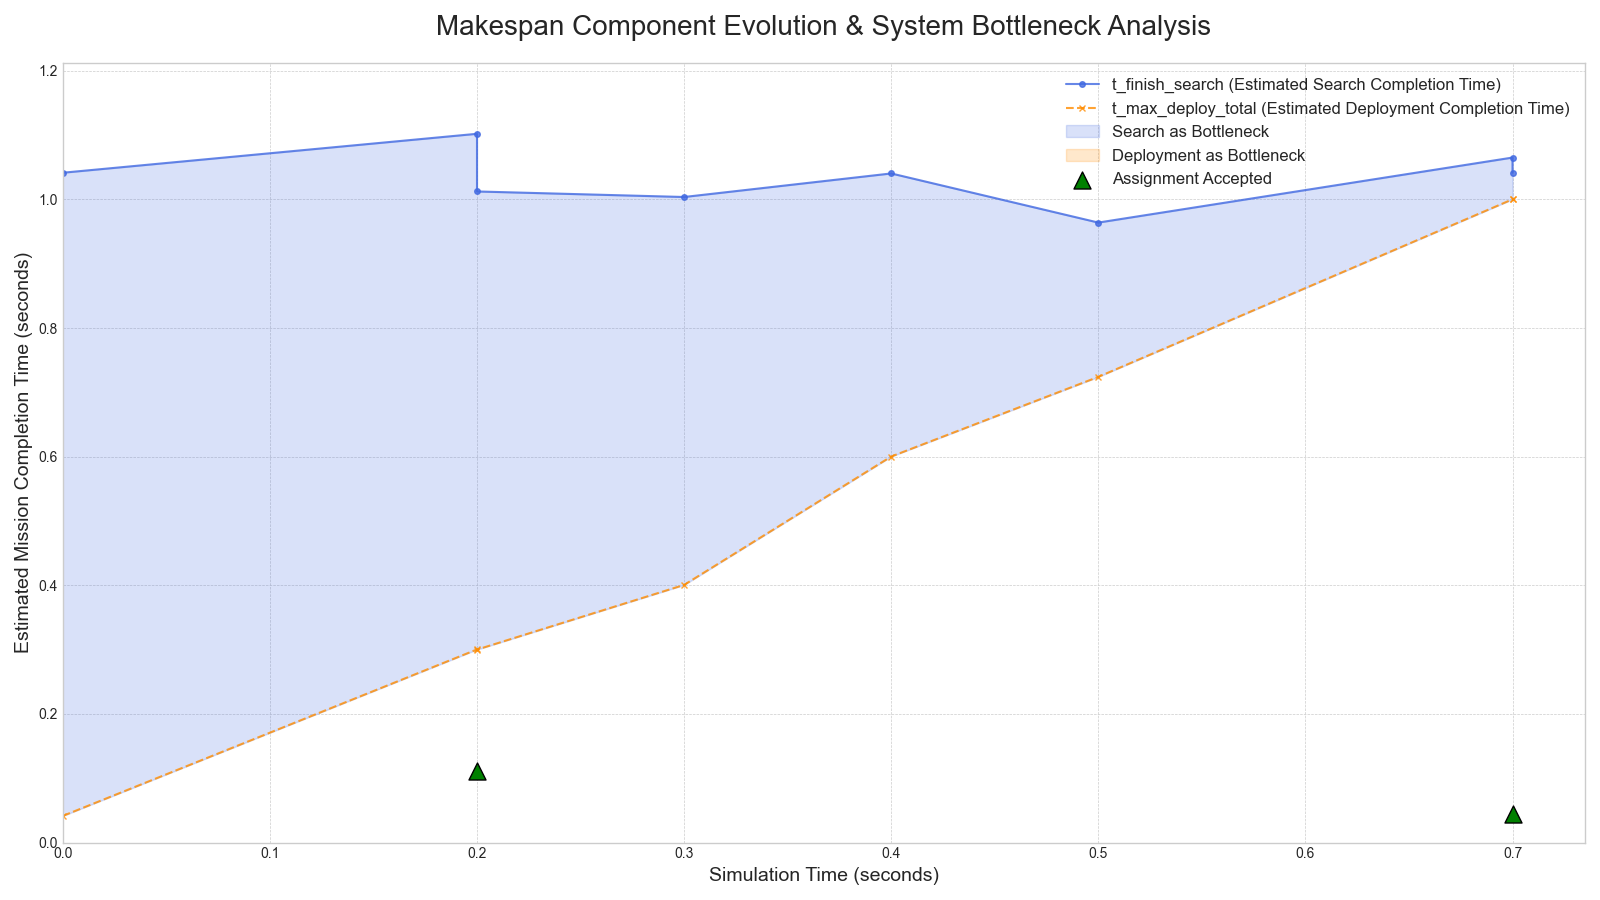 Makespan Component Evolution & System Bottleneck Analysis
t_finish_search (Estimated Search Completion Time)
t_max_deploy_total (Estimated Deployment Completion Time)
Search as Bottleneck
Deployment as Bottleneck
Assignment Accepted
Estimated Mission Completion Time (seconds)
1.2
1.0
0.8
0.6
0.4
0.2
0.0
0.0 0.1 0.2 0.3 0.4 0.5 0.6 0.7
Simulation Time (seconds)